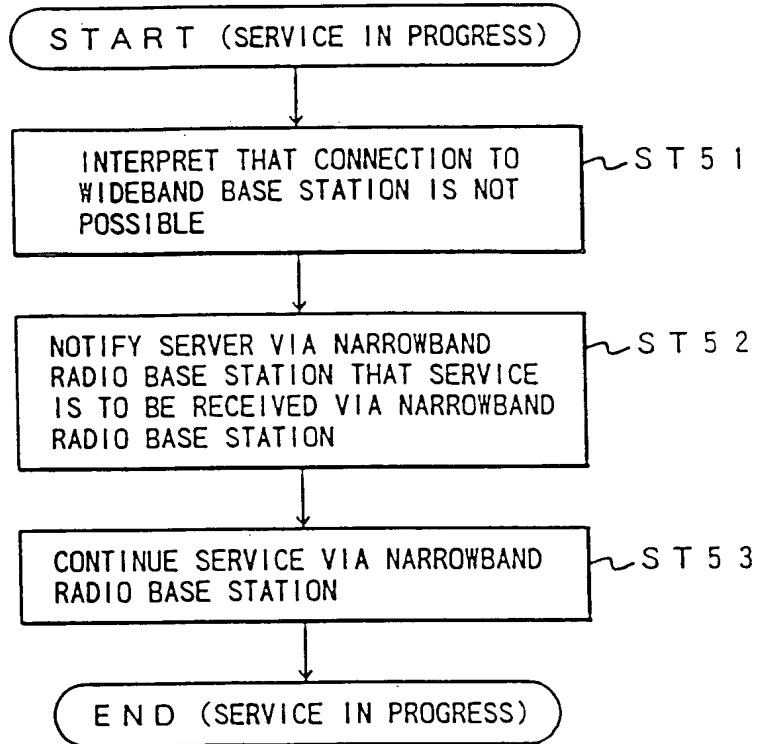 START (SERVICE IN PROGRESS)
INTERPRET THAT CONNECTION TO
WIDEBAND BASE STATION IS NOT
POSSIBLE
ST51
NOTIFY SERVER VIA NARROWBAND
RADIO BASE STATION THAT SERVICE
IS TO BE RECEIVED VIA NARROWBAND
RADIO BASE STATION
ST52
CONTINUE SERVICE VIA NARROWBAND
RADIO BASE STATION
ST53
END (SERVICE IN PROGRESS)